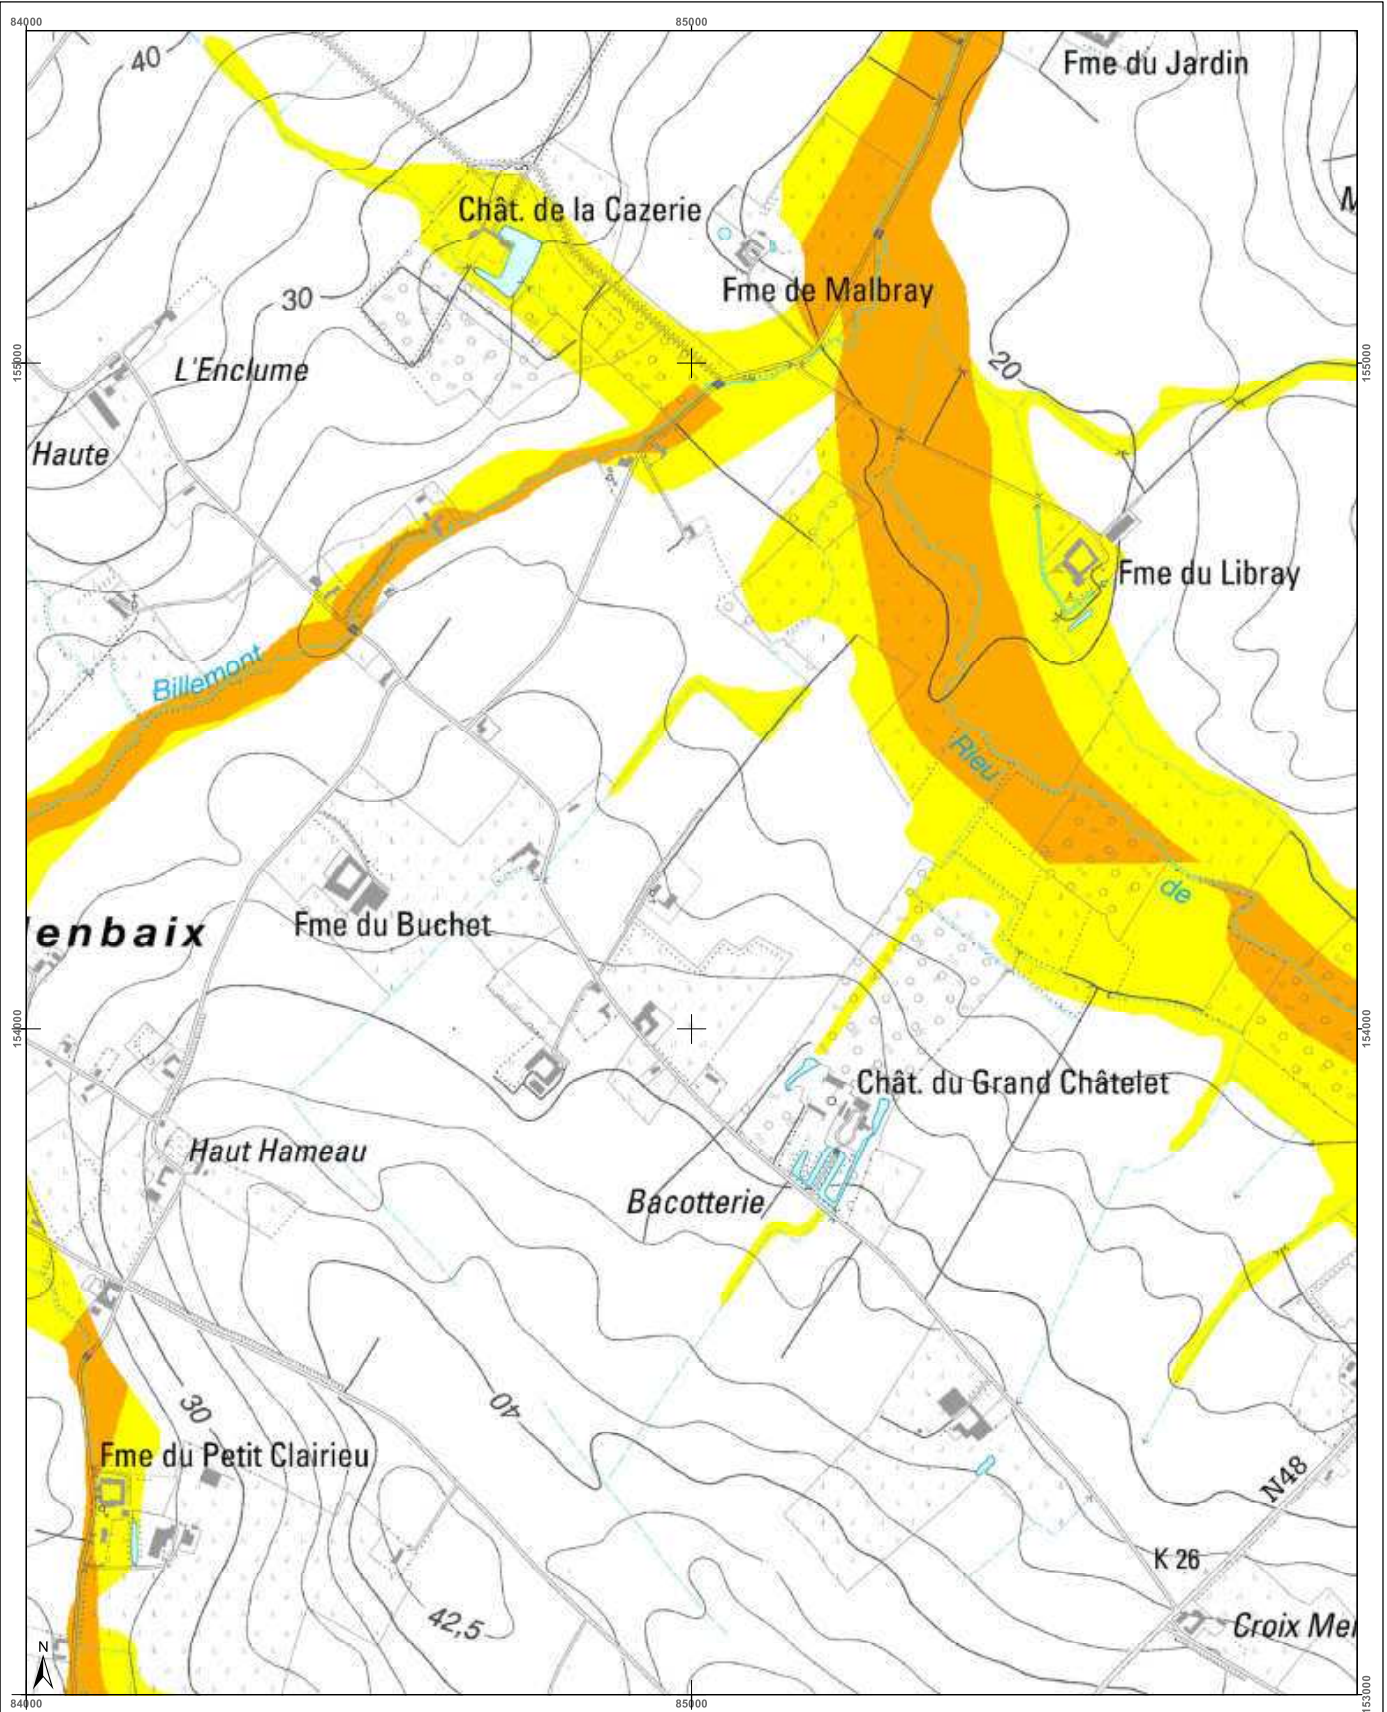 84000
85000
40
Fme du Jardin
M
Chât. de la Cazerie
30
Fme de Malbray
155000
155000
L'Enclume
20
Haute
Fme du Libray
Billemont
Rieu
de
lenbaix
Fme du Buchet
154000
154000
Chât. du Grand Châtelet
Haut Hameau
Bacotterie
30
40
Fme du Petit Clairieu
N48
K 26
42,5
Croix Mer
N
84000
85000
153000